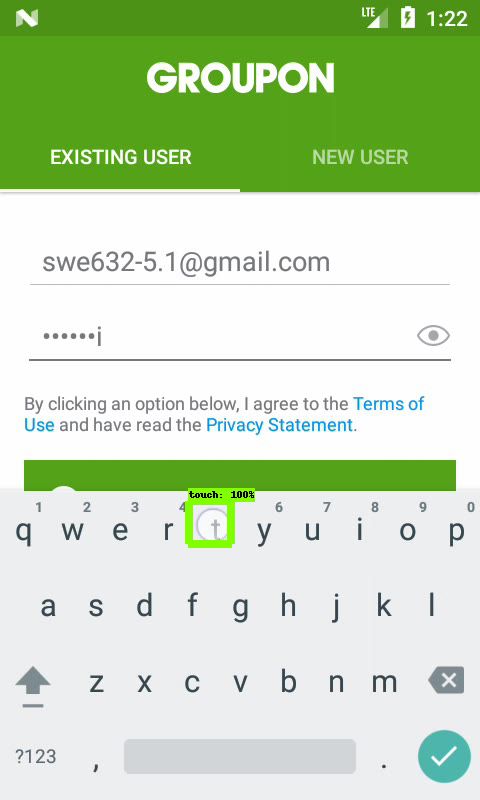 LTE 1:22
GROUPON
EXISTING USER NEW USER
swe632-5.1@gmail.com
••••••j
By clicking an option below, I agree to the Terms of
Use and have read the Privacy Statement.
touch: 100%
1 2 3 4 6 7 8 9 0
q w e r t y u i o p
a s d f g h j k l
z x c v b n m
?123 , .